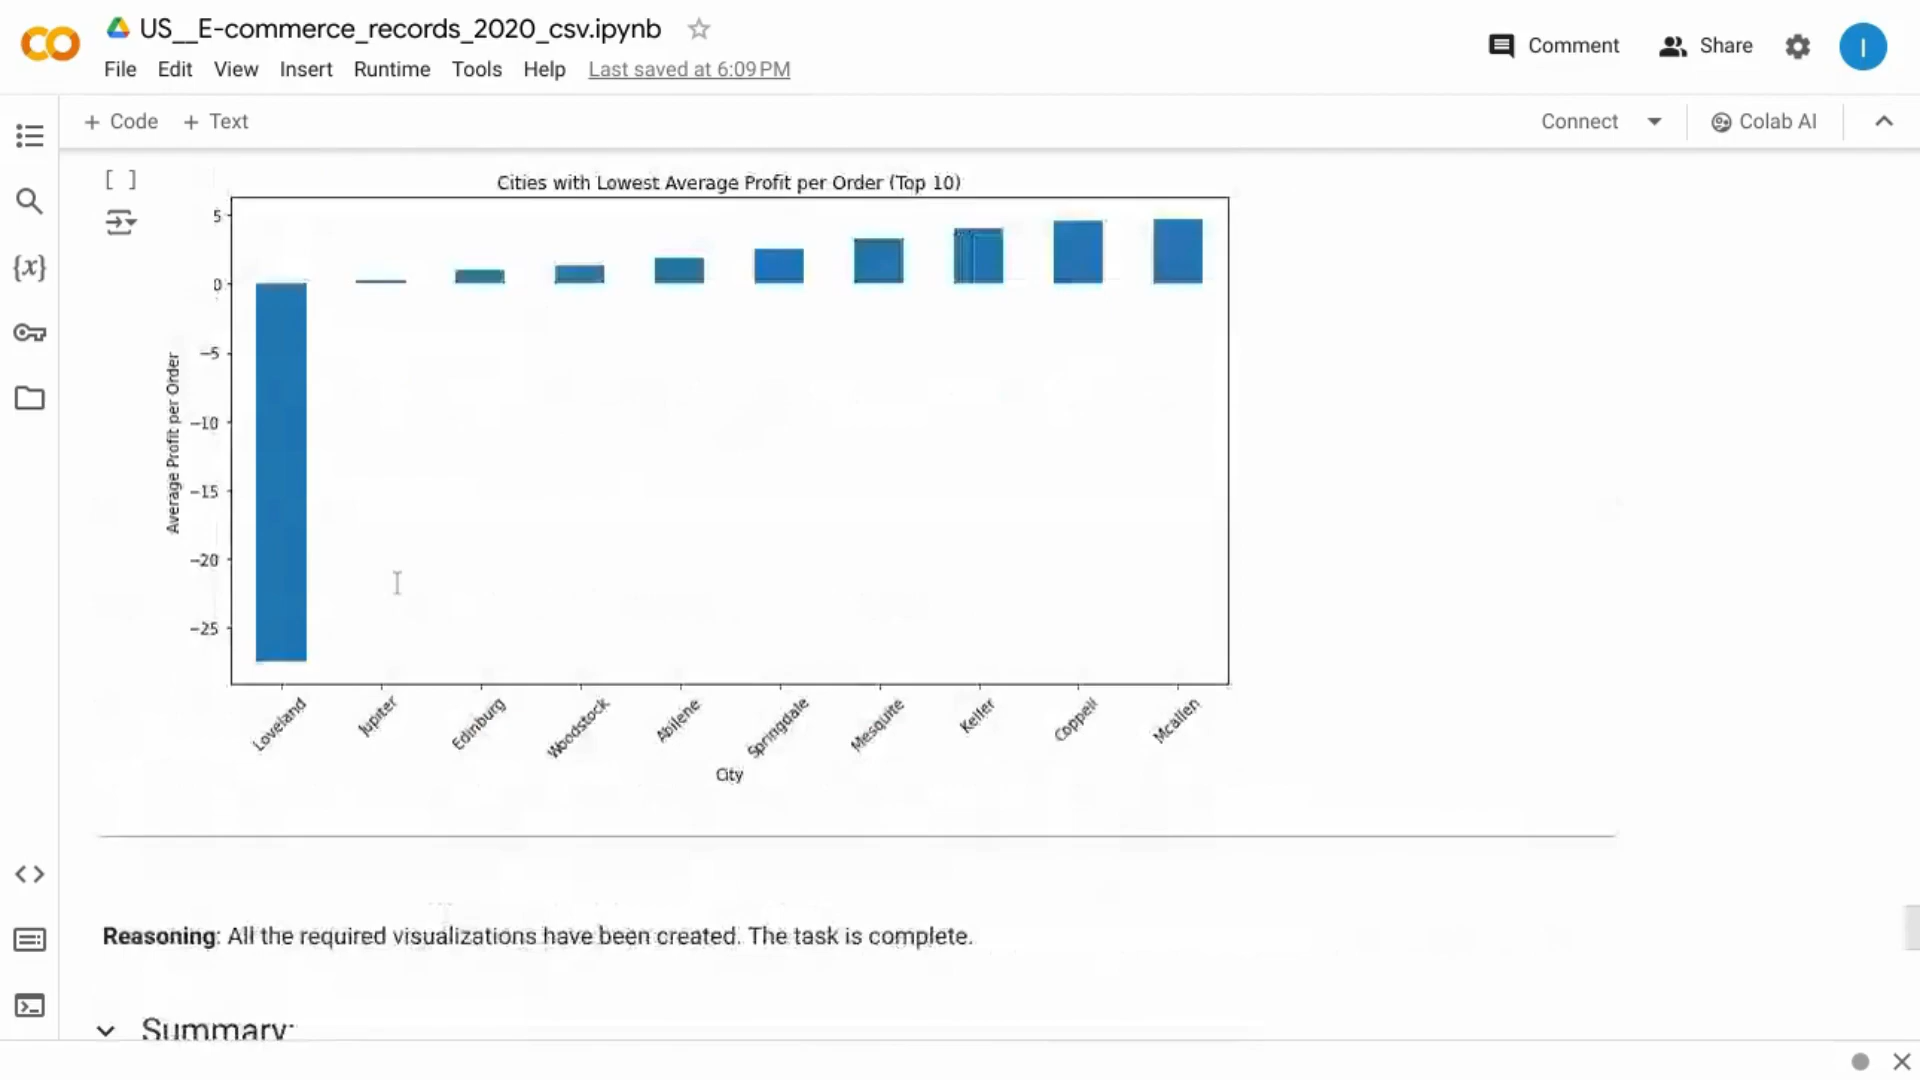 US__E-commerce_records_2020_csv.ipynb
File Edit View Insert Runtime Tools Help Last saved at 6:09 PM
Comment Share I
+ Code + Text
Connect Colab AI
{x}
[ ]
Cities with Lowest Average Profit per Order (Top 10)
Average Profit per Order
5
0
−5
−10
−15
−20
−25
Loveland Jupiter Edinburg Woodstock Abilene Springdale Mesquite Keller Coppell Mcallen
City
Reasoning: All the required visualizations have been created. The task is complete.
Summary: